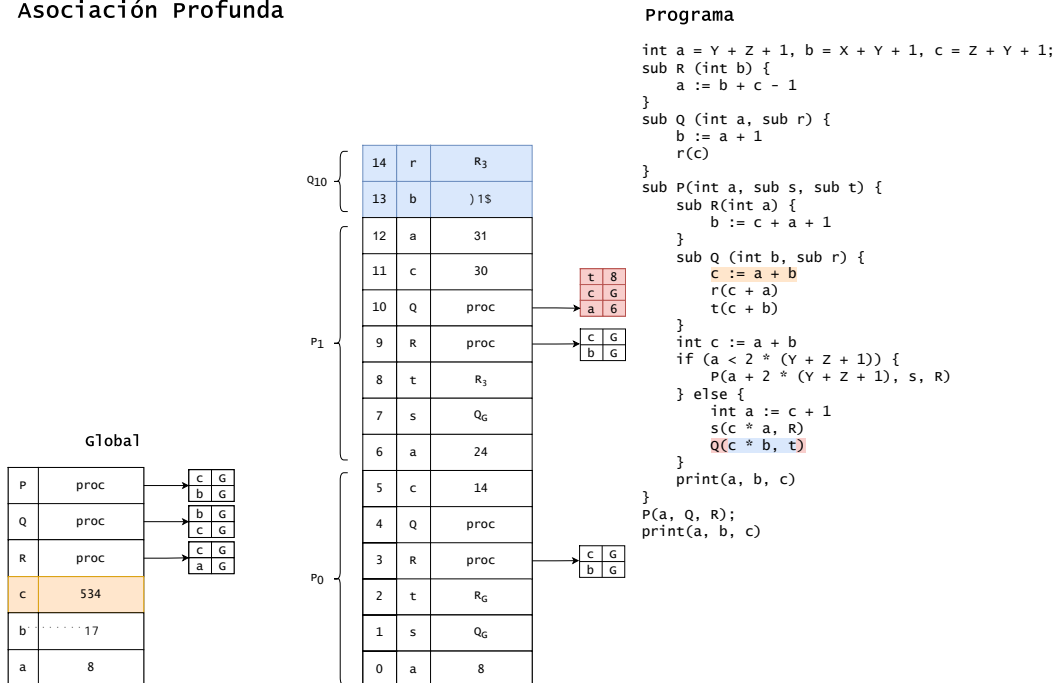 Asociación Profunda
Programa
int a = Y + Z + 1, b = X + Y + 1, c = Z + Y + 1;
sub R (int b) {
a := b + c - 1
}
sub Q (int a, sub r) {
b := a + 1
r(c)
}
sub P(int a, sub s, sub t) {
sub R(int a) {
b := c + a + 1
}
sub Q (int b, sub r) {
c := a + b
r(c + a)
t(c + b)
}
int c := a + b
if (a < 2 * (Y + Z + 1)) {
P(a + 2 * (Y + Z + 1), s, R)
} else {
int a := c + 1
s(c * a, R)
Q(c * b, t)
}
print(a, b, c)
}
P(a, Q, R);
print(a, b, c)
Q10
14 r R3
13 b )1$
P1
12 a 31
11 c 30
10 Q proc
9 R proc
8 t R3
7 s QG
6 a 24
P0
5 c 14
4 Q proc
3 R proc
2 t RG
1 s QG
0 a 8
t 8
c G
a 6
c G
b G
c G
b G
Global
P proc
Q proc
R proc
c 534
b 17
a 8
c G
b G
b G
c G
c G
a G